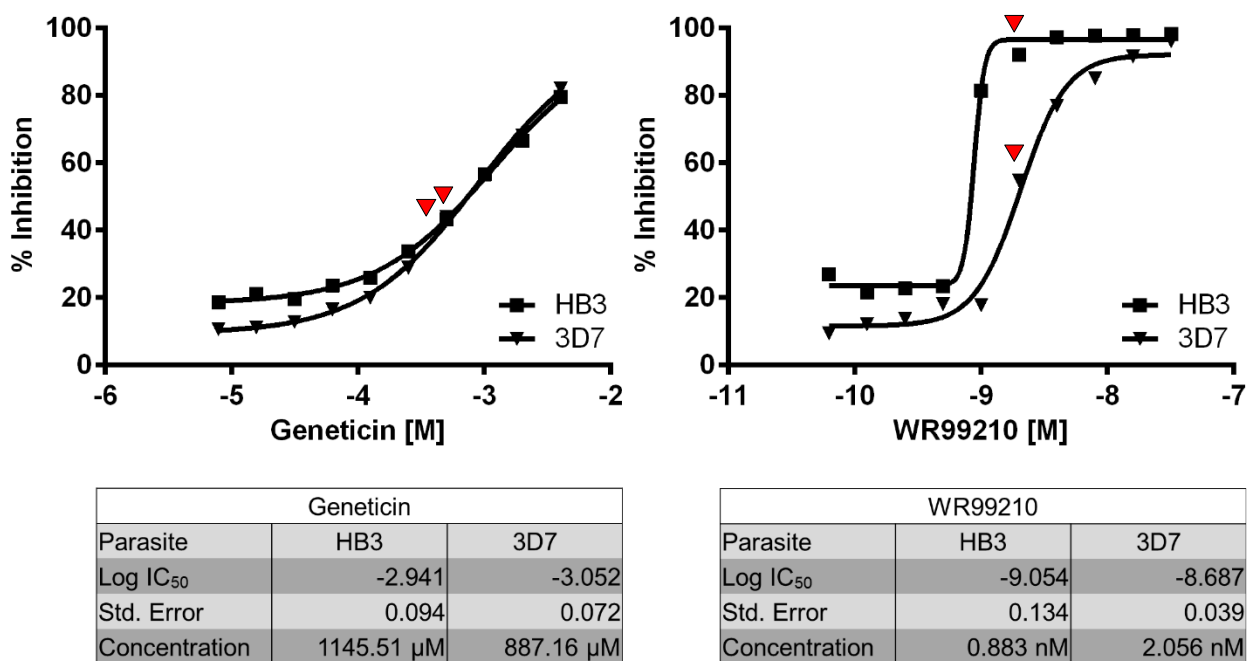 100
80
60
40
20
0
% Inhibition
-6 -5 -4 -3 -2
Geneticin [M]
HB3
3D7
100
80
60
40
20
0
% Inhibition
-11 -10 -9 -8 -7
WR99210 [M]
HB3
3D7
Geneticin
Parasite HB3 3D7
Log IC₅₀ -2.941 -3.052
Std. Error 0.094 0.072
Concentration 1145.51 µM 887.16 µM
WR99210
Parasite HB3 3D7
Log IC₅₀ -9.054 -8.687
Std. Error 0.134 0.039
Concentration 0.883 nM 2.056 nM